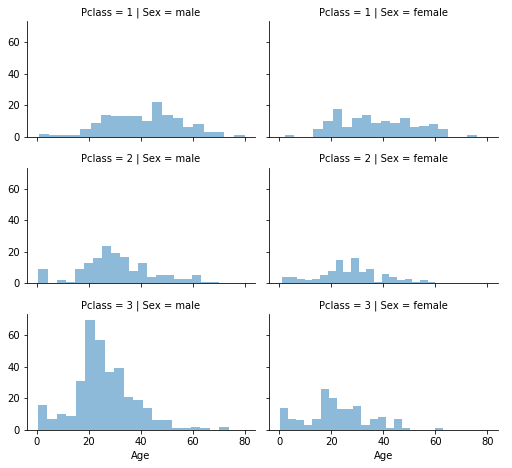 Pclass = 1 | Sex = male
Pclass = 1 | Sex = female
60
40
20
0
Pclass = 2 | Sex = male
Pclass = 2 | Sex = female
60
40
20
0
Pclass = 3 | Sex = male
Pclass = 3 | Sex = female
60
40
20
0
0 20 40 60 80
0 20 40 60 80
Age
Age